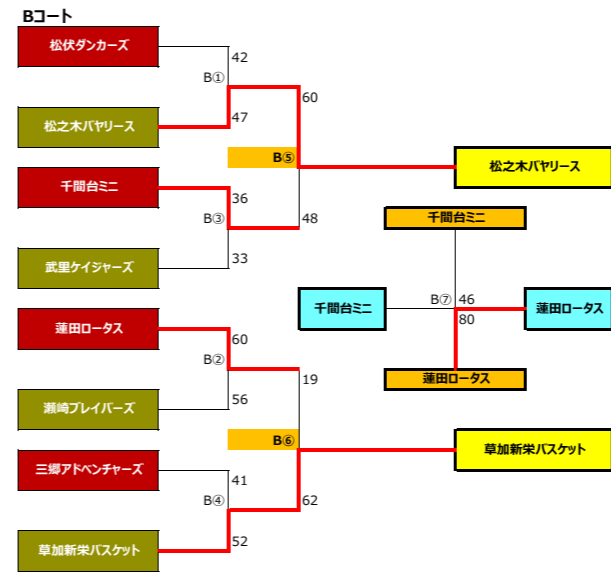 Bコート
松伏ダンカーズ
42
B①
60
47
松之木バヤリース
B⑤
松之木バヤリース
千間台ミニ
36
B③
48
33
武里ケイジャーズ
千間台ミニ
千間台ミニ
B⑦
46
80
蓮田ロータス
蓮田ロータス
蓮田ロータス
60
B②
19
56
瀬崎ブレイバーズ
B⑥
草加新栄バスケット
三郷アドベンチャーズ
41
B④
62
52
草加新栄バスケット